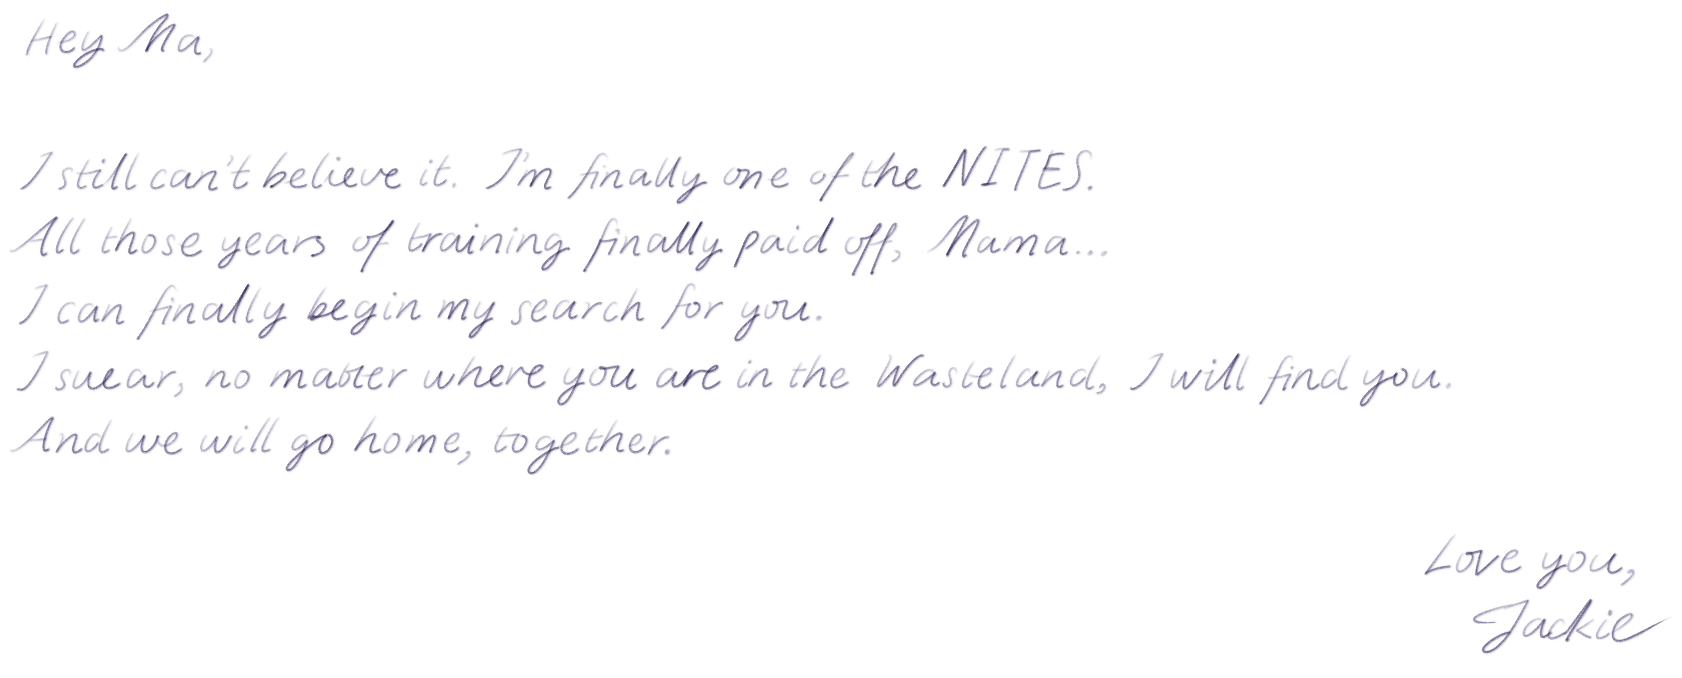 Hey Ma,
I still can't believe it. I'm finally one of the NITES.
All those years of training finally paid off, Mama...
I can finally begin my search for you.
I swear, no matter where you are in the Wasteland, I will find you.
And we will go home, together.
Love you,
Jackie